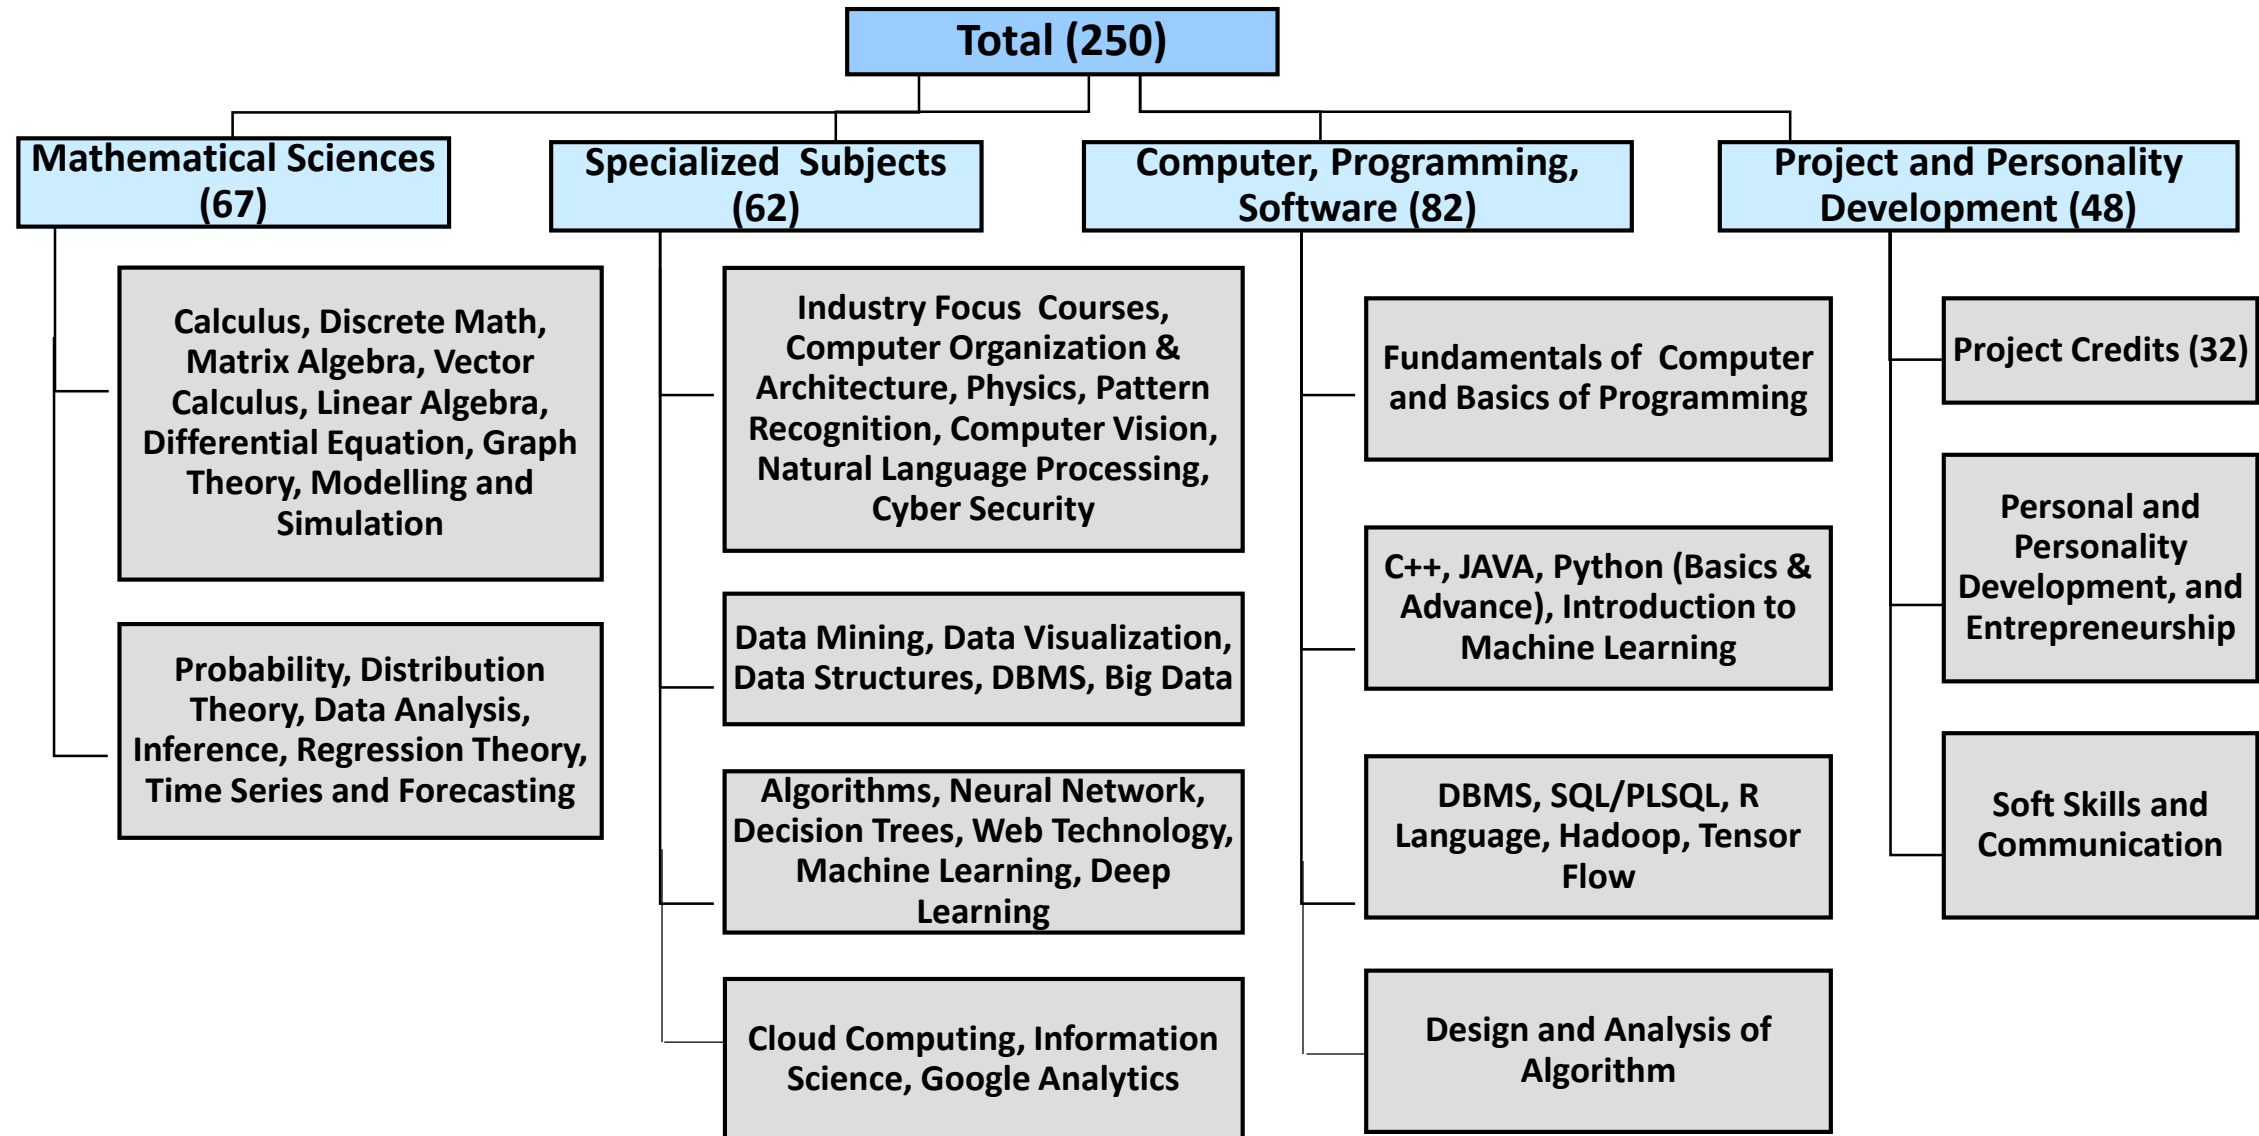 Total (250)
Mathematical Sciences
(67)
Calculus, Discrete Math,
Matrix Algebra, Vector
Calculus, Linear Algebra,
Differential Equation, Graph
Theory, Modelling and
Simulation
Probability, Distribution
Theory, Data Analysis,
Inference, Regression Theory,
Time Series and Forecasting
Specialized Subjects
(62)
Industry Focus Courses,
Computer Organization &
Architecture, Physics, Pattern
Recognition, Computer Vision,
Natural Language Processing,
Cyber Security
Data Mining, Data Visualization,
Data Structures, DBMS, Big Data
Algorithms, Neural Network,
Decision Trees, Web Technology,
Machine Learning, Deep
Learning
Cloud Computing, Information
Science, Google Analytics
Computer, Programming,
Software (82)
Fundamentals of Computer
and Basics of Programming
C++, JAVA, Python (Basics &
Advance), Introduction to
Machine Learning
DBMS, SQL/PLSQL, R
Language, Hadoop, Tensor
Flow
Design and Analysis of
Algorithm
Project and Personality
Development (48)
Project Credits (32)
Personal and
Personality
Development, and
Entrepreneurship
Soft Skills and
Communication